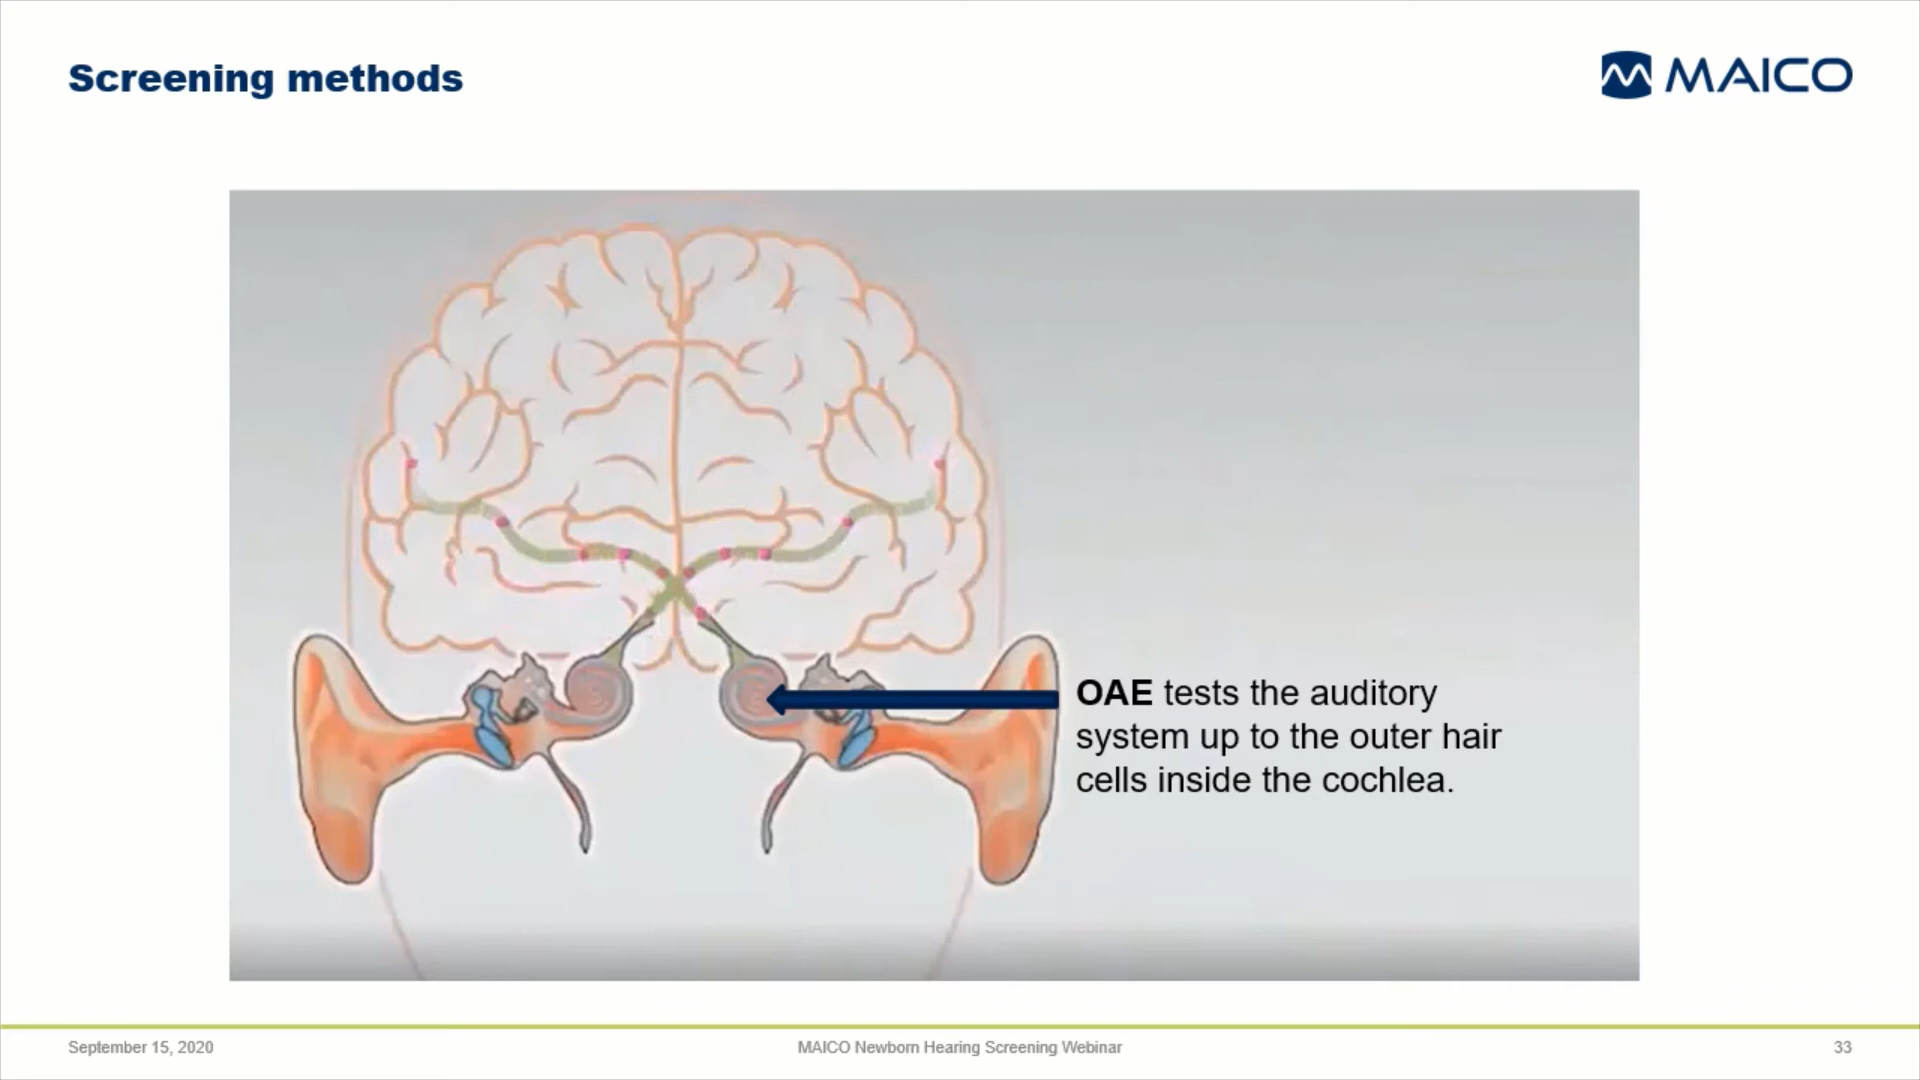 Screening methods
MAICO
OAE tests the auditory
system up to the outer hair
cells inside the cochlea.
September 15, 2020
MAICO Newborn Hearing Screening Webinar
33